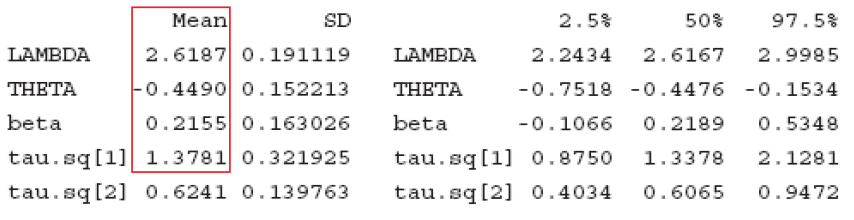 Mean SD 2.5% 50% 97.5%
LAMBDA 2.6187 0.191119 LAMBDA 2.2434 2.6167 2.9985
THETA -0.4490 0.152213 THETA -0.7518 -0.4476 -0.1534
beta 0.2155 0.163026 beta -0.1066 0.2189 0.5348
tau.sq[1] 1.3781 0.321925 tau.sq[1] 0.8750 1.3378 2.1281
tau.sq[2] 0.6241 0.139763 tau.sq[2] 0.4034 0.6065 0.9472